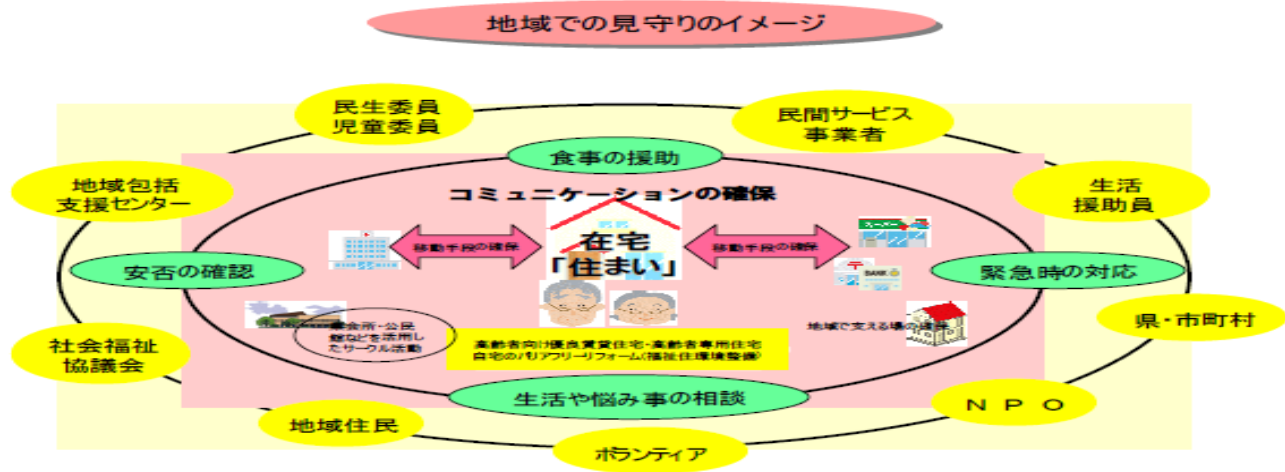 地域での見守りのイメージ
民生委員
児童委員
民間サービス
事業者
食事の援助
地域包括
支援センター
コミュニケーションの確保
生活
援助員
移動手段の確保
在宅
「住まい」
移動手段の確保
スーパー
安否の確認
BANK
緊急時の対応
集会所・公民
館などを活用し
たサークル活動
地域で支える場の確保
県・市町村
社会福祉
協議会
高齢者向け優良賃貸住宅・高齢者専用住宅
自宅のバリアフリーリフォーム(福祉住環境整備)
生活や悩み事の相談
NPO
地域住民
ボランティア